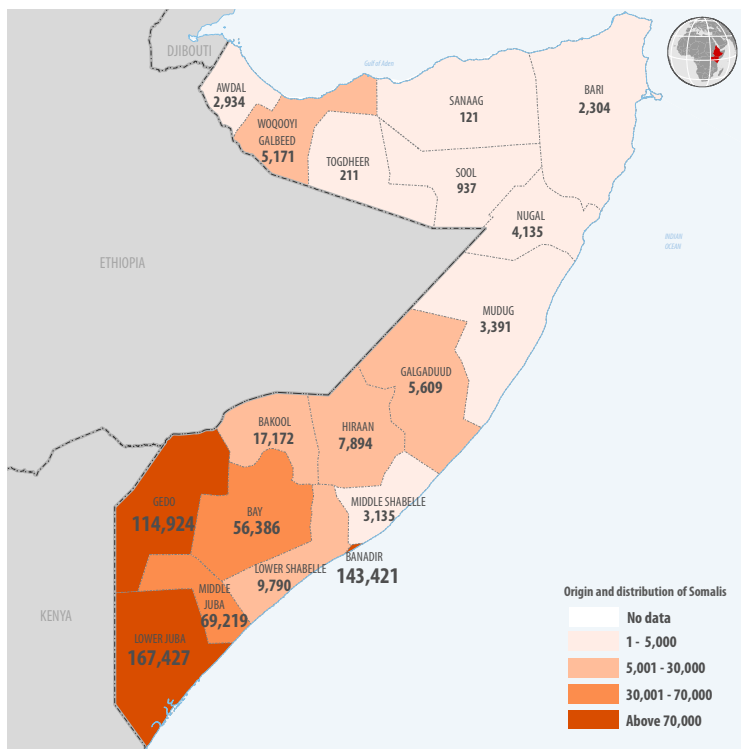 DJIBOUTI
Gulf of Aden
AWDAL
2,934
WOQOOYI
GALBEED
5,171
TOGDHEER
211
SANAAG
121
SOOL
937
BARI
2,304
NUGAL
4,135
INDIAN
OCEAN
ETHIOPIA
MUDUG
3,391
GALGADUUD
5,609
BAKOOL
17,172
HIRAAN
7,894
GEDO
114,924
BAY
56,386
MIDDLE SHABELLE
3,135
BANADIR
143,421
LOWER SHABELLE
9,790
MIDDLE
JUBA
69,219
KENYA
LOWER JUBA
167,427
Origin and distribution of Somalis
No data
1 - 5,000
5,001 - 30,000
30,001 - 70,000
Above 70,000